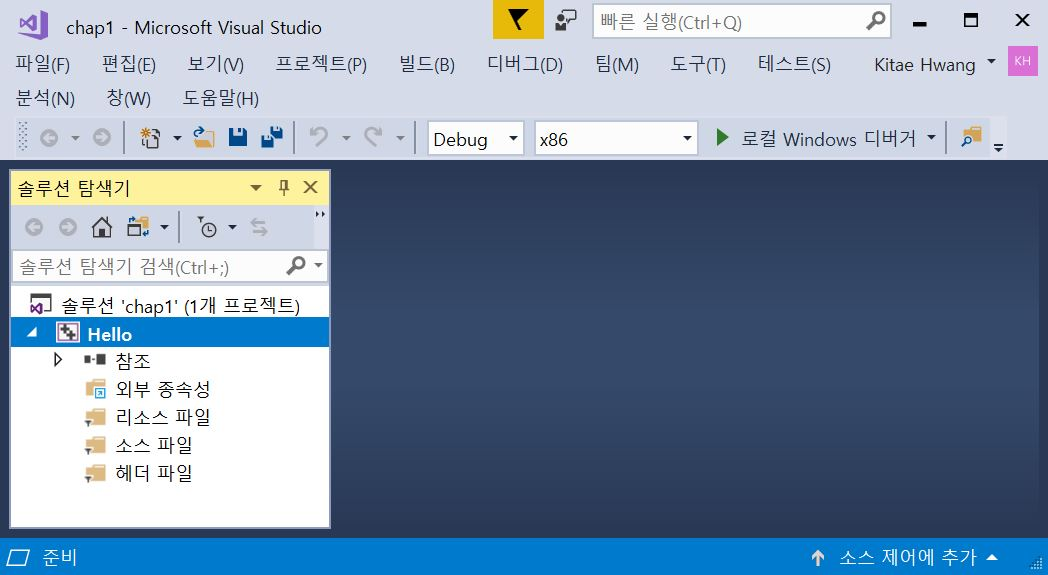 chap1 - Microsoft Visual Studio
빠른 실행(Ctrl+Q)
파일(F) 편집(E) 보기(V) 프로젝트(P) 빌드(B) 디버그(D) 팀(M) 도구(T) 테스트(S) Kitae Hwang KH
분석(N) 창(W) 도움말(H)
Debug x86 로컬 Windows 디버거
솔루션 탐색기
솔루션 탐색기 검색(Ctrl+;)
솔루션 'chap1' (1개 프로젝트)
Hello
참조
외부 종속성
리소스 파일
소스 파일
헤더 파일
준비 소스 제어에 추가